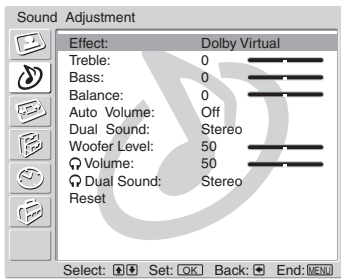 Sound Adjustment
Effect: Dolby Virtual
Treble: 0
Bass: 0
Balance: 0
Auto Volume: Off
Dual Sound: Stereo
Woofer Level: 50
Volume: 50
Dual Sound: Stereo
Reset
Select: Set: OK Back: End: MENU